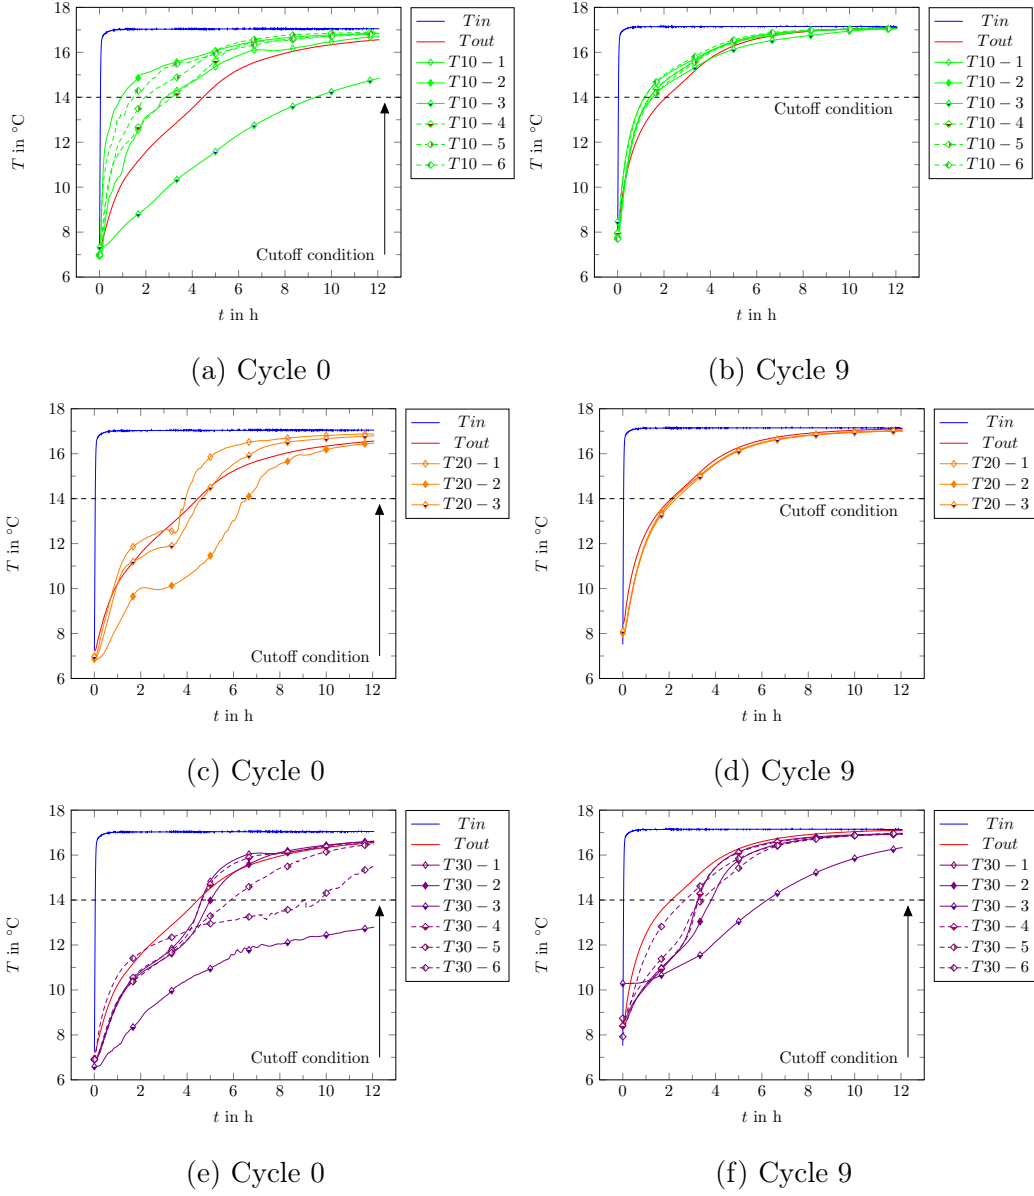 18
16
14
12
10
8
6
T in °C
0 2 4 6 8 10 12
t in h
Cutoff condition
Tin
Tout
T10 − 1
T10 − 2
T10 − 3
T10 − 4
T10 − 5
T10 − 6
(a) Cycle 0
18
16
14
12
10
8
6
T in °C
0 2 4 6 8 10 12
t in h
Cutoff condition
Tin
Tout
T10 − 1
T10 − 2
T10 − 3
T10 − 4
T10 − 5
T10 − 6
(b) Cycle 9
18
16
14
12
10
8
6
T in °C
0 2 4 6 8 10 12
t in h
Cutoff condition
Tin
Tout
T20 − 1
T20 − 2
T20 − 3
(c) Cycle 0
18
16
14
12
10
8
6
T in °C
0 2 4 6 8 10 12
t in h
Cutoff condition
Tin
Tout
T20 − 1
T20 − 2
T20 − 3
(d) Cycle 9
18
16
14
12
10
8
6
T in °C
0 2 4 6 8 10 12
t in h
Cutoff condition
Tin
Tout
T30 − 1
T30 − 2
T30 − 3
T30 − 4
T30 − 5
T30 − 6
(e) Cycle 0
18
16
14
12
10
8
6
T in °C
0 2 4 6 8 10 12
t in h
Cutoff condition
Tin
Tout
T30 − 1
T30 − 2
T30 − 3
T30 − 4
T30 − 5
T30 − 6
(f) Cycle 9